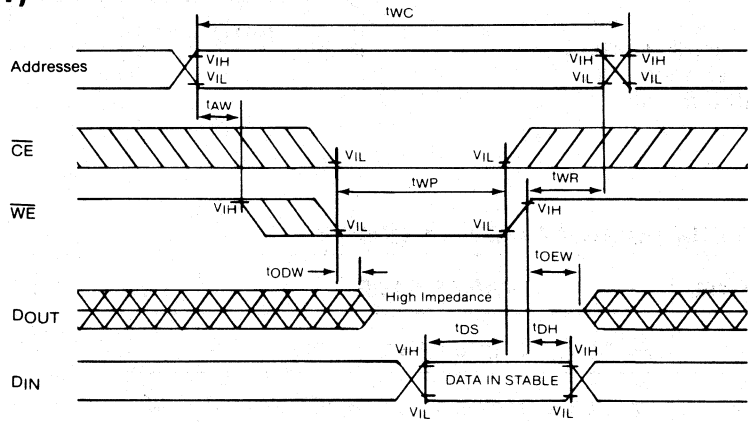 tWC
Addresses
VIH
VIL
VIH
VIL
VIH
VIL
tAW
CE
VIL
VIL
tWP
tWR
WE
VIH
VIL
VIL
VIH
tODW
tOEW
DOUT
High Impedance
tDS
tDH
DIN
VIH
DATA IN STABLE
VIH
VIL
VIL